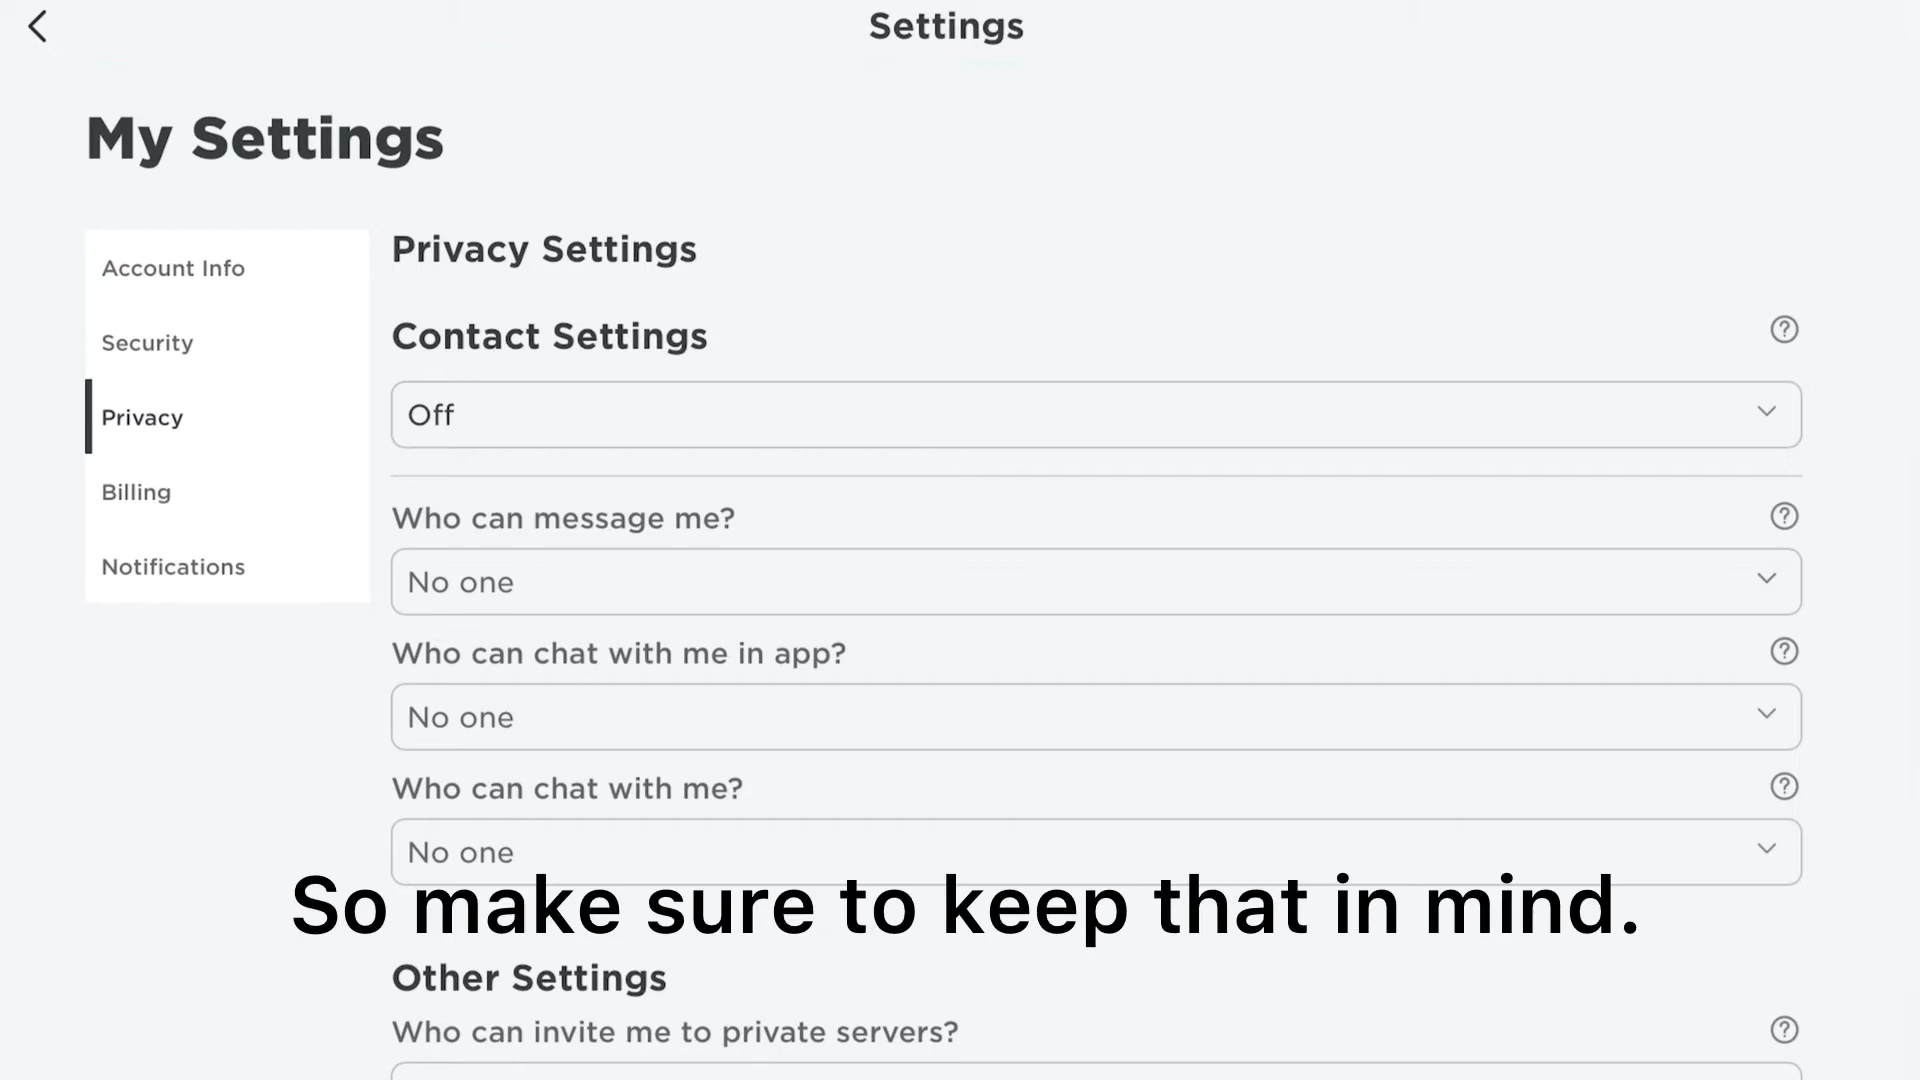 Settings
My Settings
Account Info
Security
Privacy
Billing
Notifications
Privacy Settings
Contact Settings
Off
Who can message me?
No one
Who can chat with me in app?
No one
Who can chat with me?
No one
So make sure to keep that in mind.
Other Settings
Who can invite me to private servers?